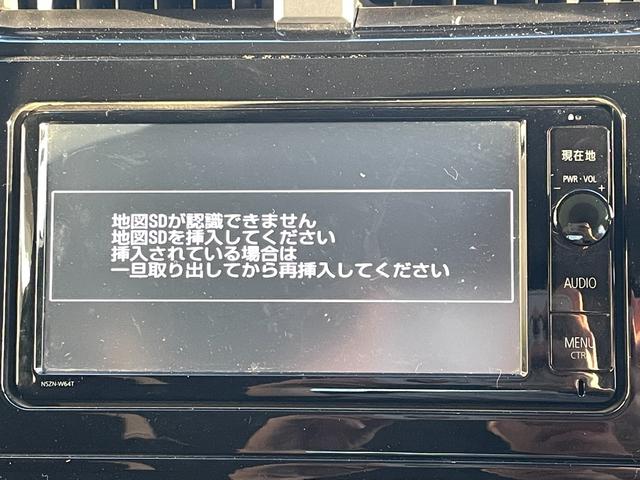 現在地
PWR・VOL
- +
地図SDが認識できません
地図SDを挿入してください
挿入されている場合は
一旦取り出してから再挿入してください
AUDIO
MENU
CTRL
NSZN-W64T